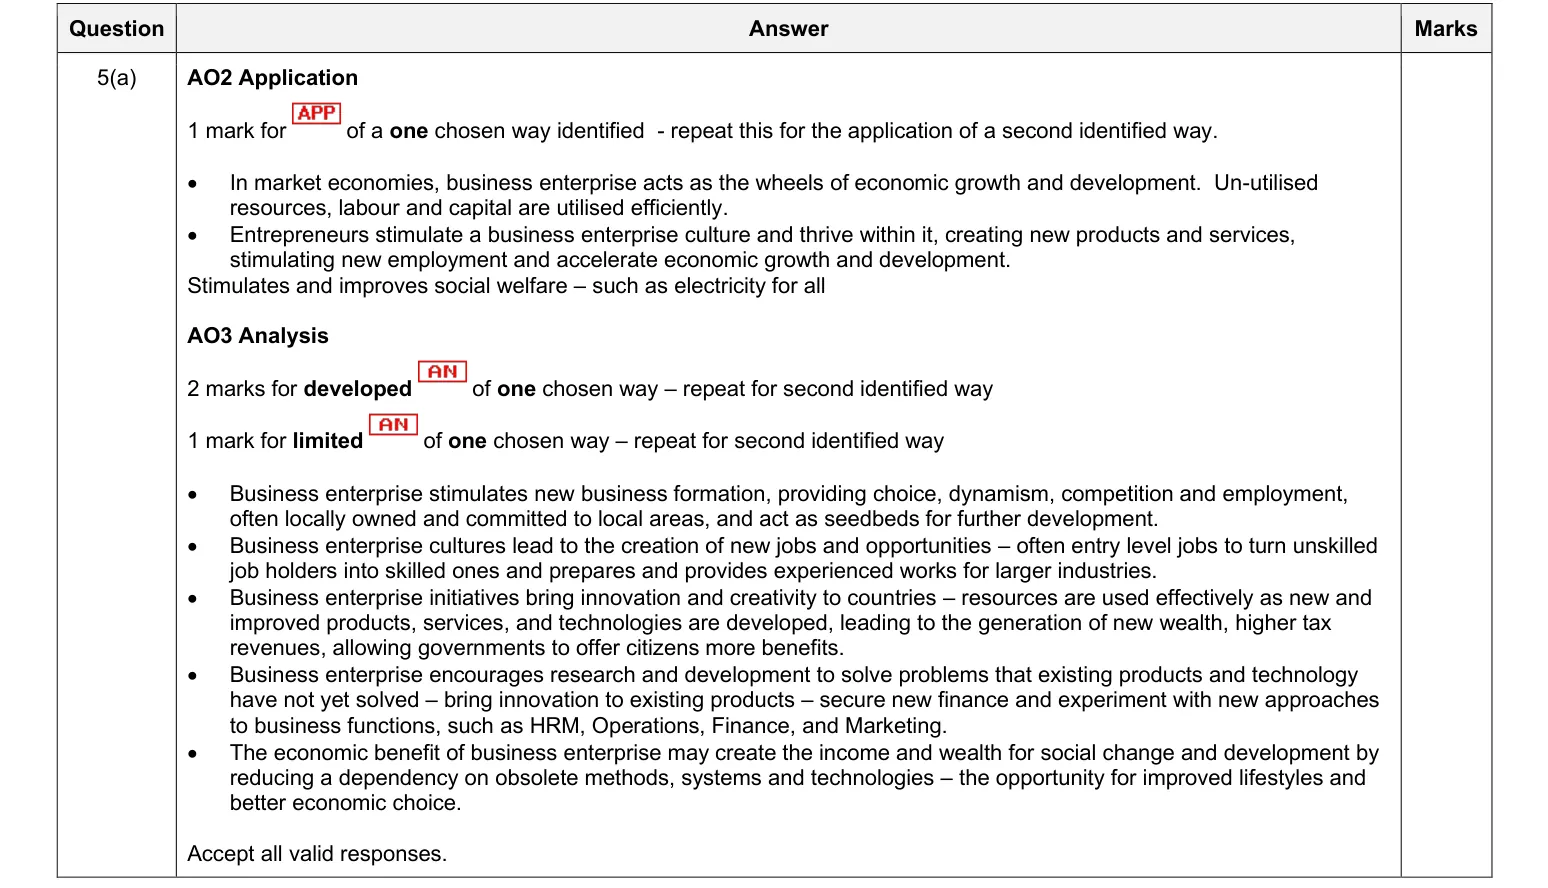 Question Answer Marks
5(a)
AO2 Application
1 mark for APP of a one chosen way identified  - repeat this for the application of a second identified way.
• In market economies, business enterprise acts as the wheels of economic growth and development.  Un-utilised
resources, labour and capital are utilised efficiently.
• Entrepreneurs stimulate a business enterprise culture and thrive within it, creating new products and services,
stimulating new employment and accelerate economic growth and development.
Stimulates and improves social welfare – such as electricity for all
AO3 Analysis
2 marks for developed AN of one chosen way – repeat for second identified way
1 mark for limited AN of one chosen way – repeat for second identified way
• Business enterprise stimulates new business formation, providing choice, dynamism, competition and employment,
often locally owned and committed to local areas, and act as seedbeds for further development.
• Business enterprise cultures lead to the creation of new jobs and opportunities – often entry level jobs to turn unskilled
job holders into skilled ones and prepares and provides experienced works for larger industries.
• Business enterprise initiatives bring innovation and creativity to countries – resources are used effectively as new and
improved products, services, and technologies are developed, leading to the generation of new wealth, higher tax
revenues, allowing governments to offer citizens more benefits.
• Business enterprise encourages research and development to solve problems that existing products and technology
have not yet solved – bring innovation to existing products – secure new finance and experiment with new approaches
to business functions, such as HRM, Operations, Finance, and Marketing.
• The economic benefit of business enterprise may create the income and wealth for social change and development by
reducing a dependency on obsolete methods, systems and technologies – the opportunity for improved lifestyles and
better economic choice.
Accept all valid responses.